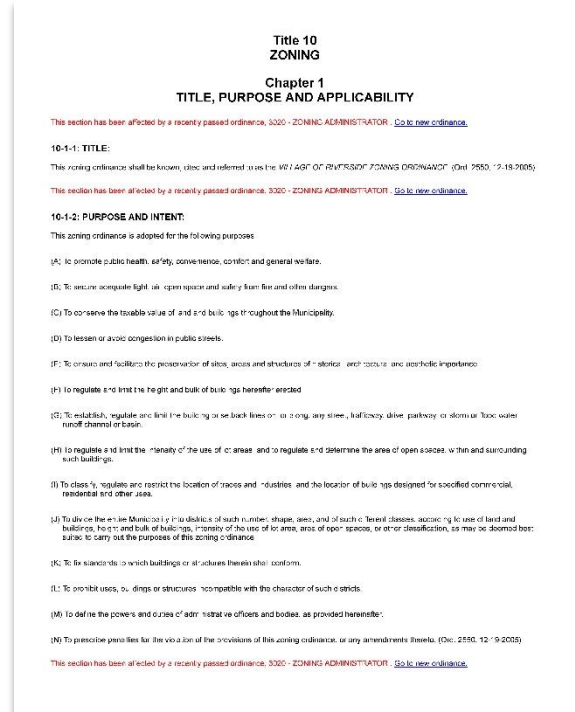 Title 10
ZONING
Chapter 1
TITLE, PURPOSE AND APPLICABILITY
This section has been affected by a recently passed ordinance, 3020 - ZONING ADMINISTRATOR . Go to new ordinance.
10-1-1: TITLE:
This zoning ordinance shall be known, cited and referred to as the VILLAGE OF RIVERSIDE ZONING ORDINANCE. (Ord. 2550, 12-19-2005)
This section has been affected by a recently passed ordinance, 3020 - ZONING ADMINISTRATOR . Go to new ordinance.
10-1-2: PURPOSE AND INTENT:
This zoning ordinance is adopted for the following purposes
(A) To promote public health, safety, convenience, comfort and general welfare.
(B) To secure adequate light, air, open space and safety from fire and other dangers.
(C) To conserve the taxable value of land and buildings throughout the Municipality.
(D) To lessen or avoid congestion in public streets.
(E) To ensure and facilitate the preservation of sites, areas and structures of historical, architectural and aesthetic importance
(F) To regulate and limit the height and bulk of buildings hereafter erected
(G) To establish, regulate and limit the building or setback lines on or along any street, trafficway, drive, parkway, or storm or flood water
runoff channel or basin.
(H) To regulate and limit the intensity of the use of lot areas, and to regulate and determine the area of open spaces, within and surrounding
such buildings.
(I) To classify, regulate and restrict the location of trades and industries, and the location of buildings designed for specified commercial,
residential and other uses.
(J) To divide the entire Municipality into districts of such number, shape, area, and of such different classes, according to use of land and
buildings, height and bulk of buildings, intensity of the use of lot area, area of open spaces, or other classification, as may be deemed best
suited to carry out the purposes of this zoning ordinance
(K) To fix standards to which buildings or structures therein shall conform.
(L) To prohibit uses, buildings or structures incompatible with the character of such districts.
(M) To define the powers and duties of administrative officers and bodies, as provided hereinafter.
(N) To prescribe penalties for the violation of the provisions of this zoning ordinance, or any amendments thereto. (Ord. 2550, 12-19-2005)
This section has been affected by a recently passed ordinance, 3020 - ZONING ADMINISTRATOR . Go to new ordinance.